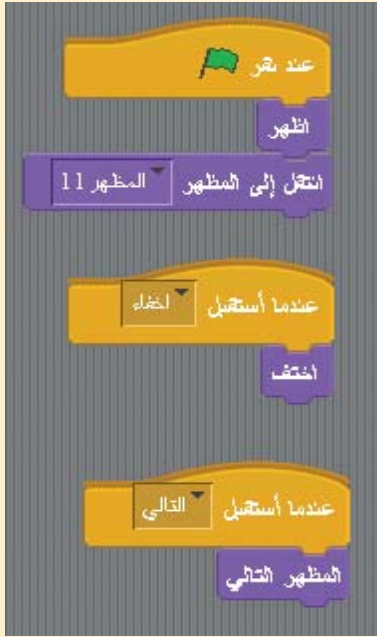 عند نقر
اظهر
انتقل إلى المظهر المظهر 11
عندما أستقبل اخفاء
اختف
عندما أستقبل التالي
المظهر التالي